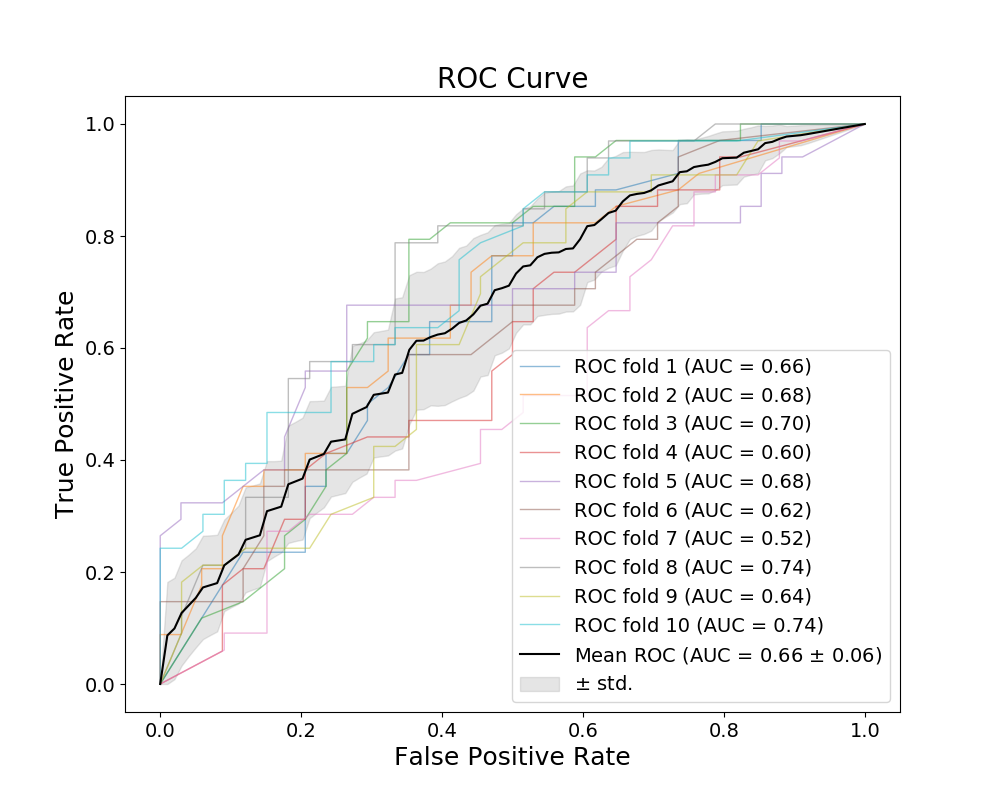 ROC Curve
True Positive Rate
1.0
0.8
0.6
0.4
0.2
0.0
ROC fold 1 (AUC = 0.66)
ROC fold 2 (AUC = 0.68)
ROC fold 3 (AUC = 0.70)
ROC fold 4 (AUC = 0.60)
ROC fold 5 (AUC = 0.68)
ROC fold 6 (AUC = 0.62)
ROC fold 7 (AUC = 0.52)
ROC fold 8 (AUC = 0.74)
ROC fold 9 (AUC = 0.64)
ROC fold 10 (AUC = 0.74)
Mean ROC (AUC = 0.66 ± 0.06)
± std.
0.0 0.2 0.4 0.6 0.8 1.0
False Positive Rate